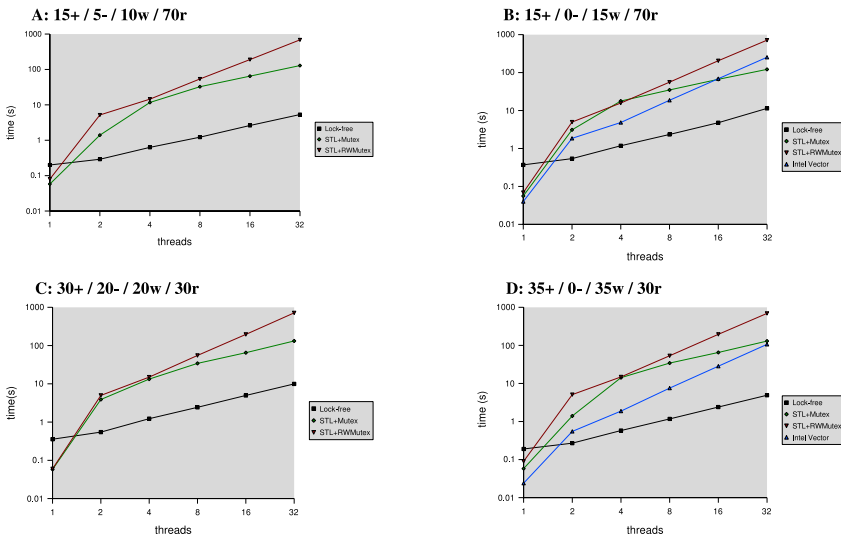 A: 15+ / 5- / 10w / 70r
1000
100
10
1
0.1
0.01
time (s)
1 2 4 8 16 32
threads
Lock-free
STL+Mutex
STL+RWMutex
B: 15+ / 0- / 15w / 70r
1000
100
10
1
0.1
0.01
time (s)
1 2 4 8 16 32
threads
Lock-free
STL+Mutex
STL+RWMutex
Intel Vector
C: 30+ / 20- / 20w / 30r
1000
100
10
1
0.1
0.01
time(s)
1 2 4 8 16 32
threads
Lock-free
STL+Mutex
STL+RWMutex
D: 35+ / 0- / 35w / 30r
1000
100
10
1
0.1
0.01
time (s)
1 2 4 8 16 32
threads
Lock-free
STL+Mutex
STL+RWMutex
Intel Vector